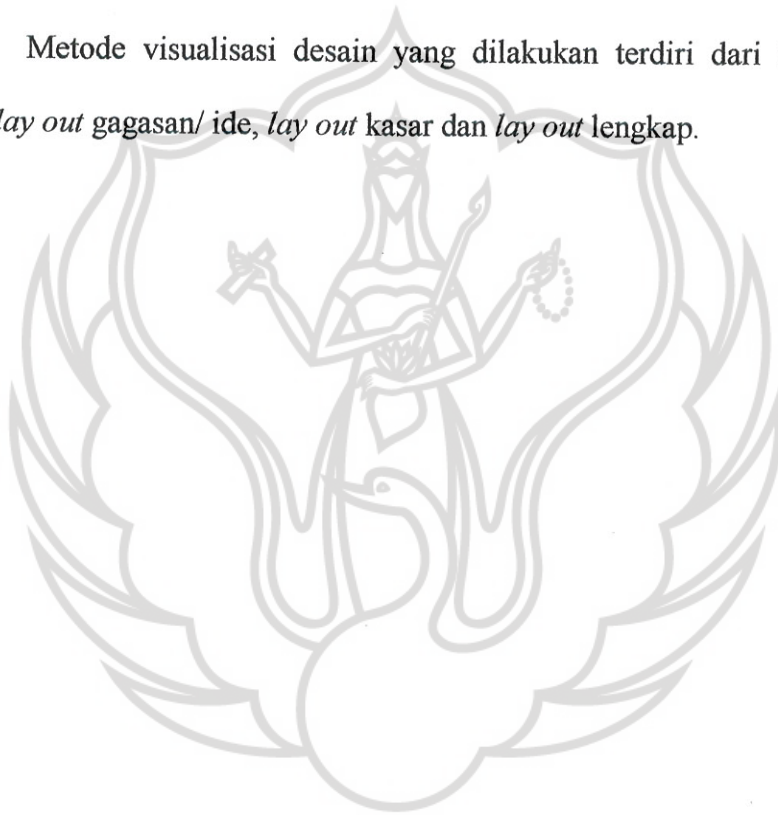 Metode visualisasi desain yang dilakukan terdiri dari
lay out gagasan/ ide, lay out kasar dan lay out lengkap.